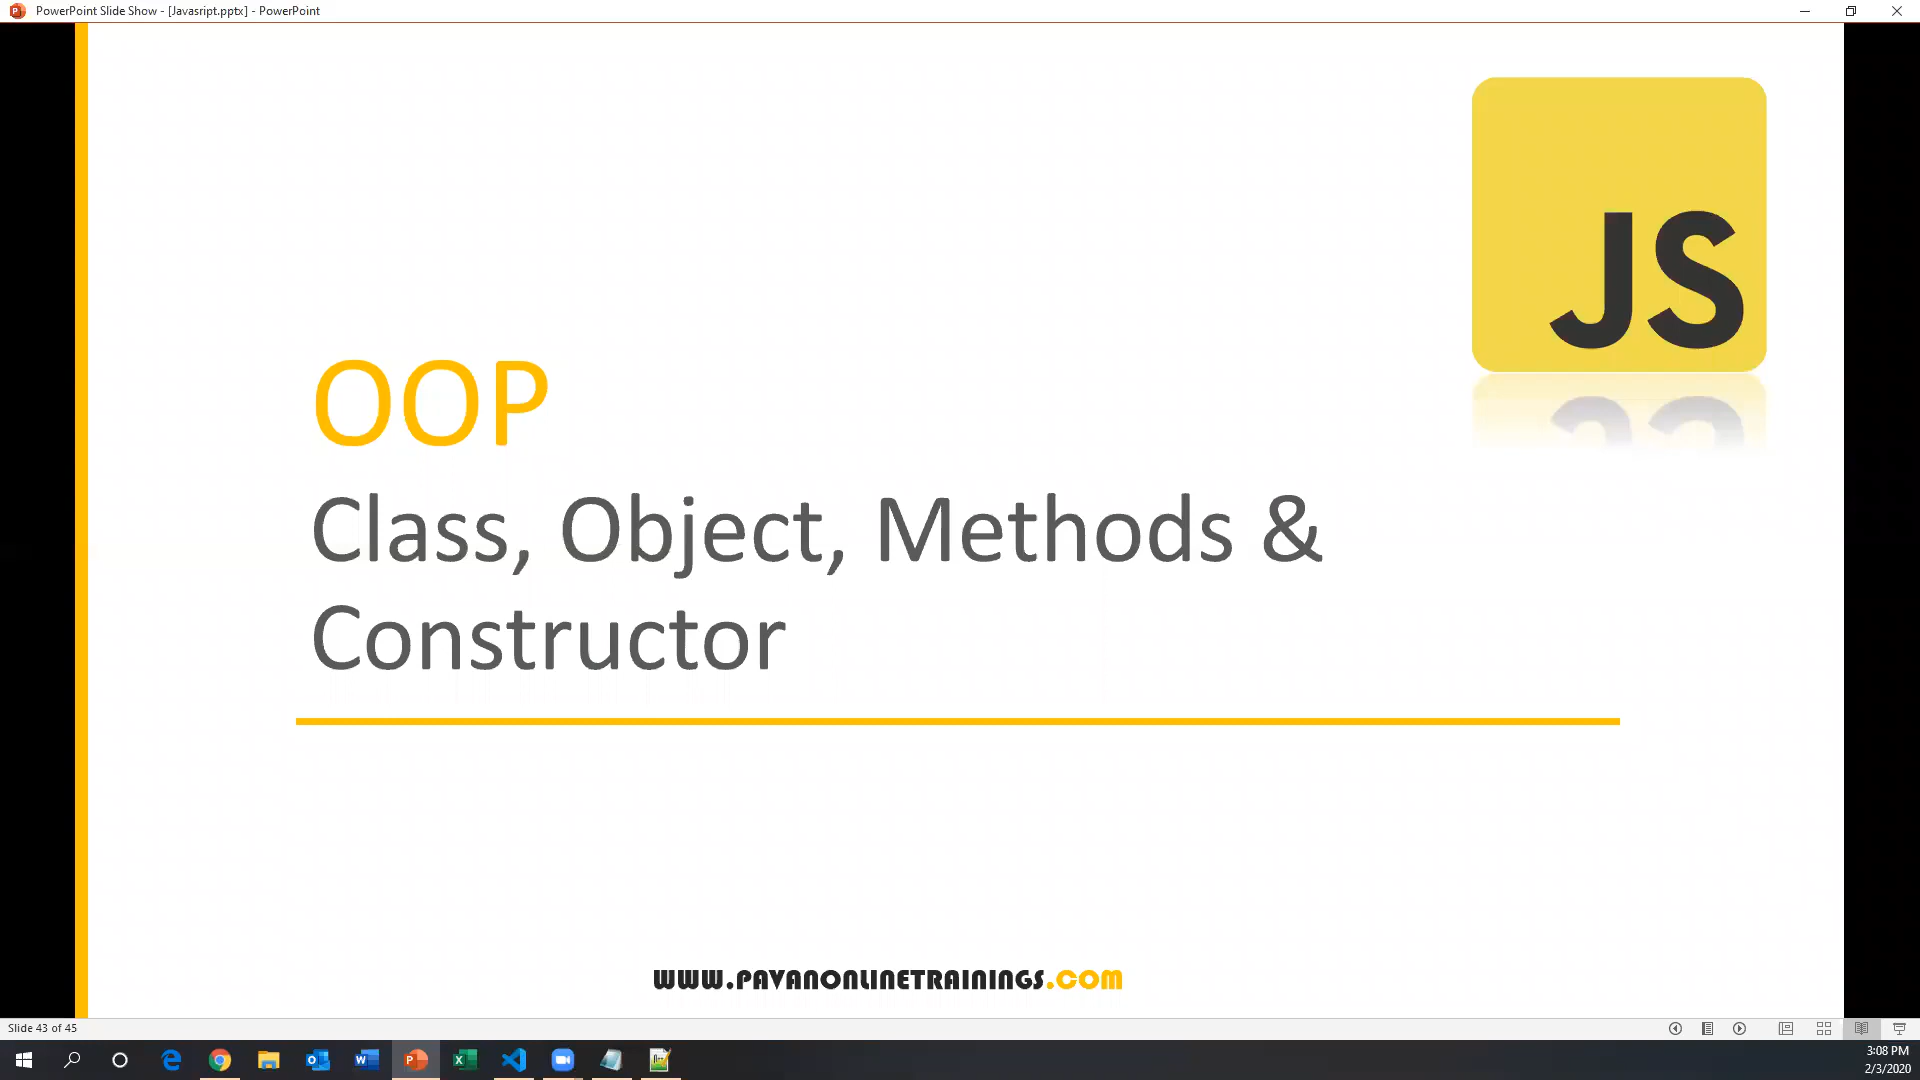 PowerPoint Slide Show - [Javasript.pptx] - PowerPoint
JS
OOP
Class, Object, Methods &
Constructor
WWW.PAVANONLINETRAININGS.COM
Slide 43 of 45
3:08 PM
2/3/2020